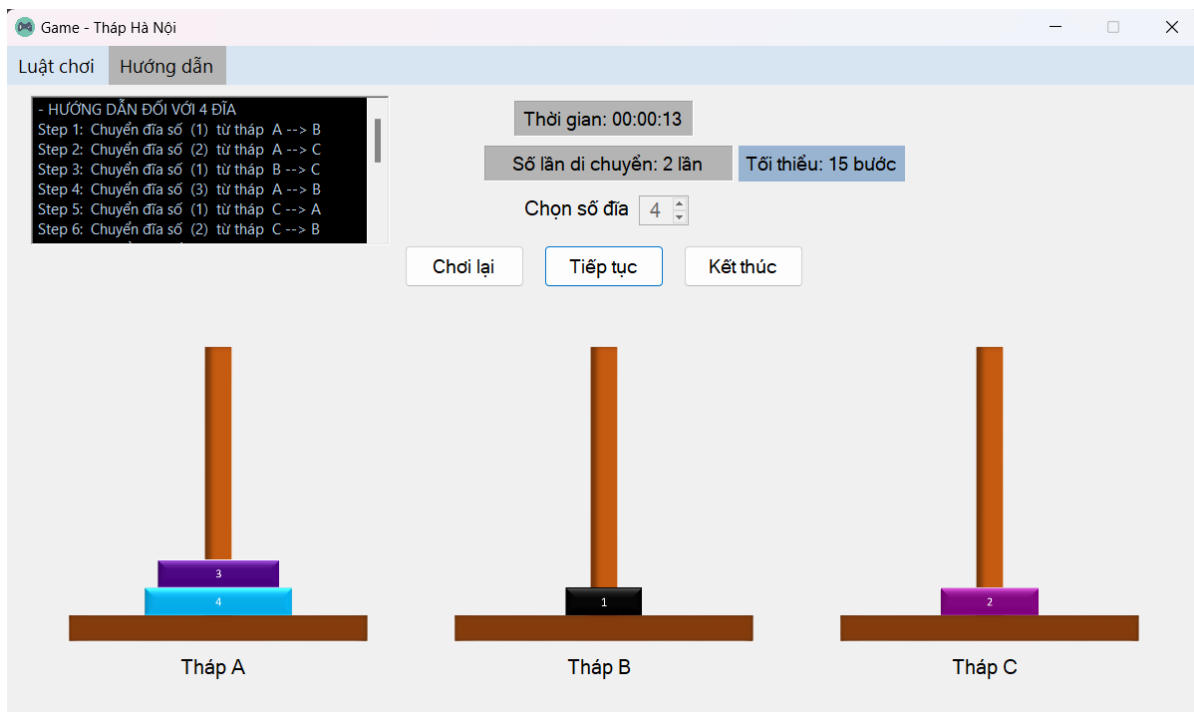 Game - Tháp Hà Nội
Luật chơi Hướng dẫn
- HƯỚNG DẪN ĐỐI VỚI 4 ĐĨA
Step 1: Chuyển đĩa số (1) từ tháp A --> B
Step 2: Chuyển đĩa số (2) từ tháp A --> C
Step 3: Chuyển đĩa số (1) từ tháp B --> C
Step 4: Chuyển đĩa số (3) từ tháp A --> B
Step 5: Chuyển đĩa số (1) từ tháp C --> A
Step 6: Chuyển đĩa số (2) từ tháp C --> B
Thời gian: 00:00:13
Số lần di chuyển: 2 lần Tối thiểu: 15 bước
Chọn số đĩa 4
Chơi lại Tiếp tục Kết thúc
3
4 1 2
Tháp A Tháp B Tháp C